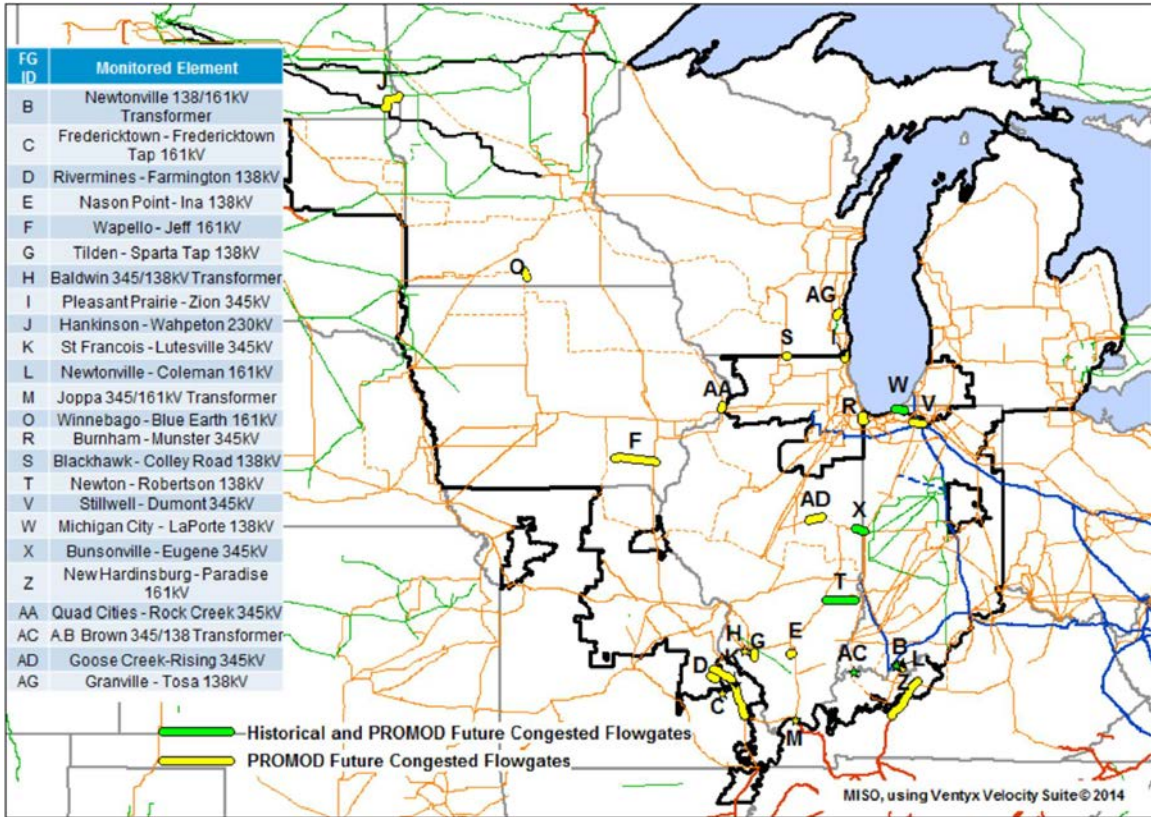 FG
ID
Monitored Element
B
Newtonville 138/161kV
Transformer
C
Fredericktown - Fredericktown
Tap 161kV
D Rivermines - Farmington 138kV
E Nason Point - Ina 138kV
F Wapello - Jeff 161kV
G Tilden - Sparta Tap 138kV
H Baldwin 345/138kV Transformer
I Pleasant Prairie - Zion 345kV
J Hankinson - Wahpeton 230kV
K St Francois - Lutesville 345kV
L Newtonville - Coleman 161kV
M Joppa 345/161kV Transformer
O Winnebago - Blue Earth 161kV
R Burnham - Munster 345kV
S Blackhawk - Colley Road 138kV
T Newton - Robertson 138kV
V Stillwell - Dumont 345kV
W Michigan City - LaPorte 138kV
X Bunsonville - Eugene 345kV
Z
New Hardinsburg - Paradise
161kV
AA Quad Cities - Rock Creek 345kV
AC A.B Brown 345/138 Transformer
AD Goose Creek-Rising 345kV
AG Granville - Tosa 138kV
J
O
AG
S
I
AA
W
R
V
F
AD
X
T
H
G
E
K
D
C
M
AC
B
L
Z
Historical and PROMOD Future Congested Flowgates
PROMOD Future Congested Flowgates
MISO, using Ventyx Velocity Suite © 2014